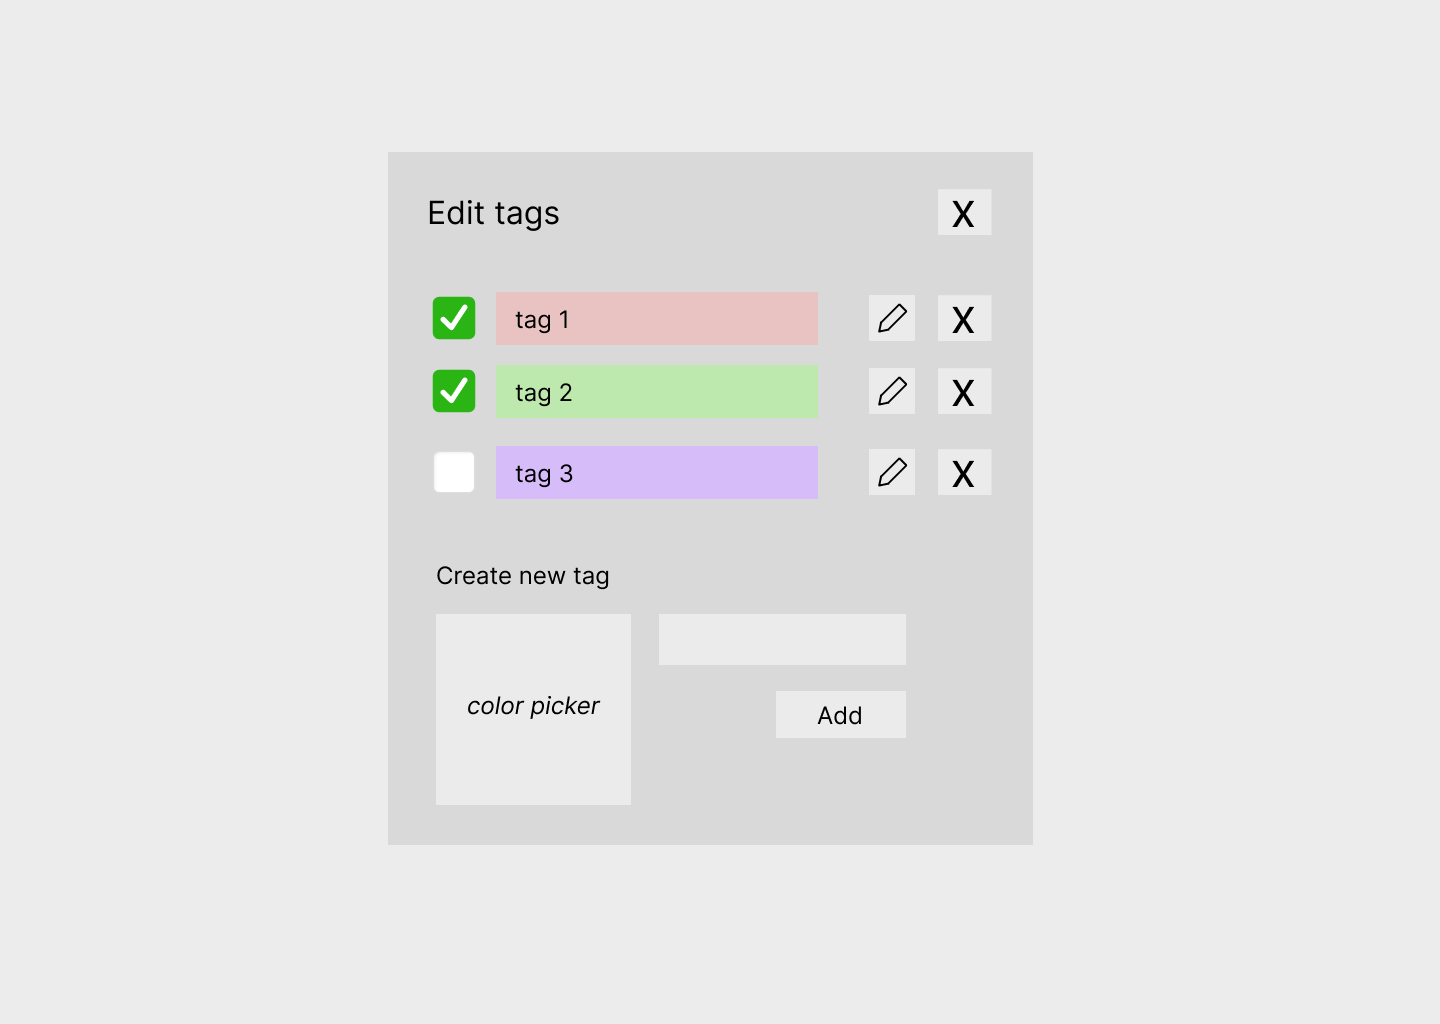 Edit tags X
tag 1 X
tag 2 X
tag 3 X
Create new tag
color picker
Add